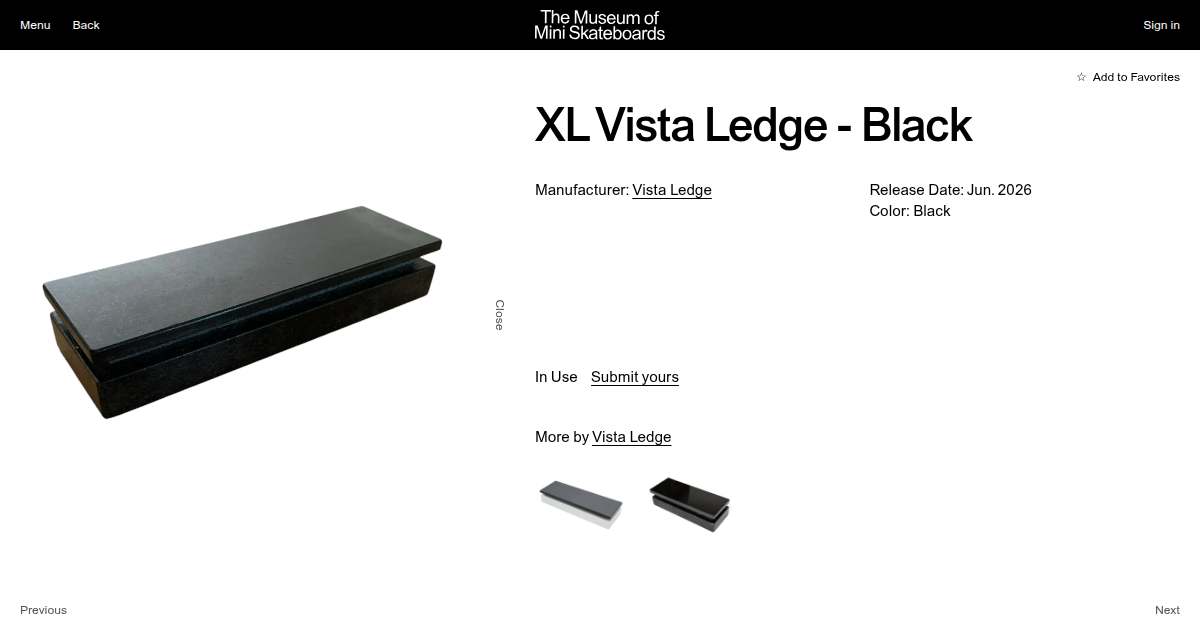 Menu
Back
The Museum of
Mini Skateboards
Sign in
☆ Add to Favorites
XL Vista Ledge - Black
Manufacturer: Vista Ledge
Release Date: Jun. 2026
Color: Black
Close
In Use
Submit yours
More by Vista Ledge
Previous
Next